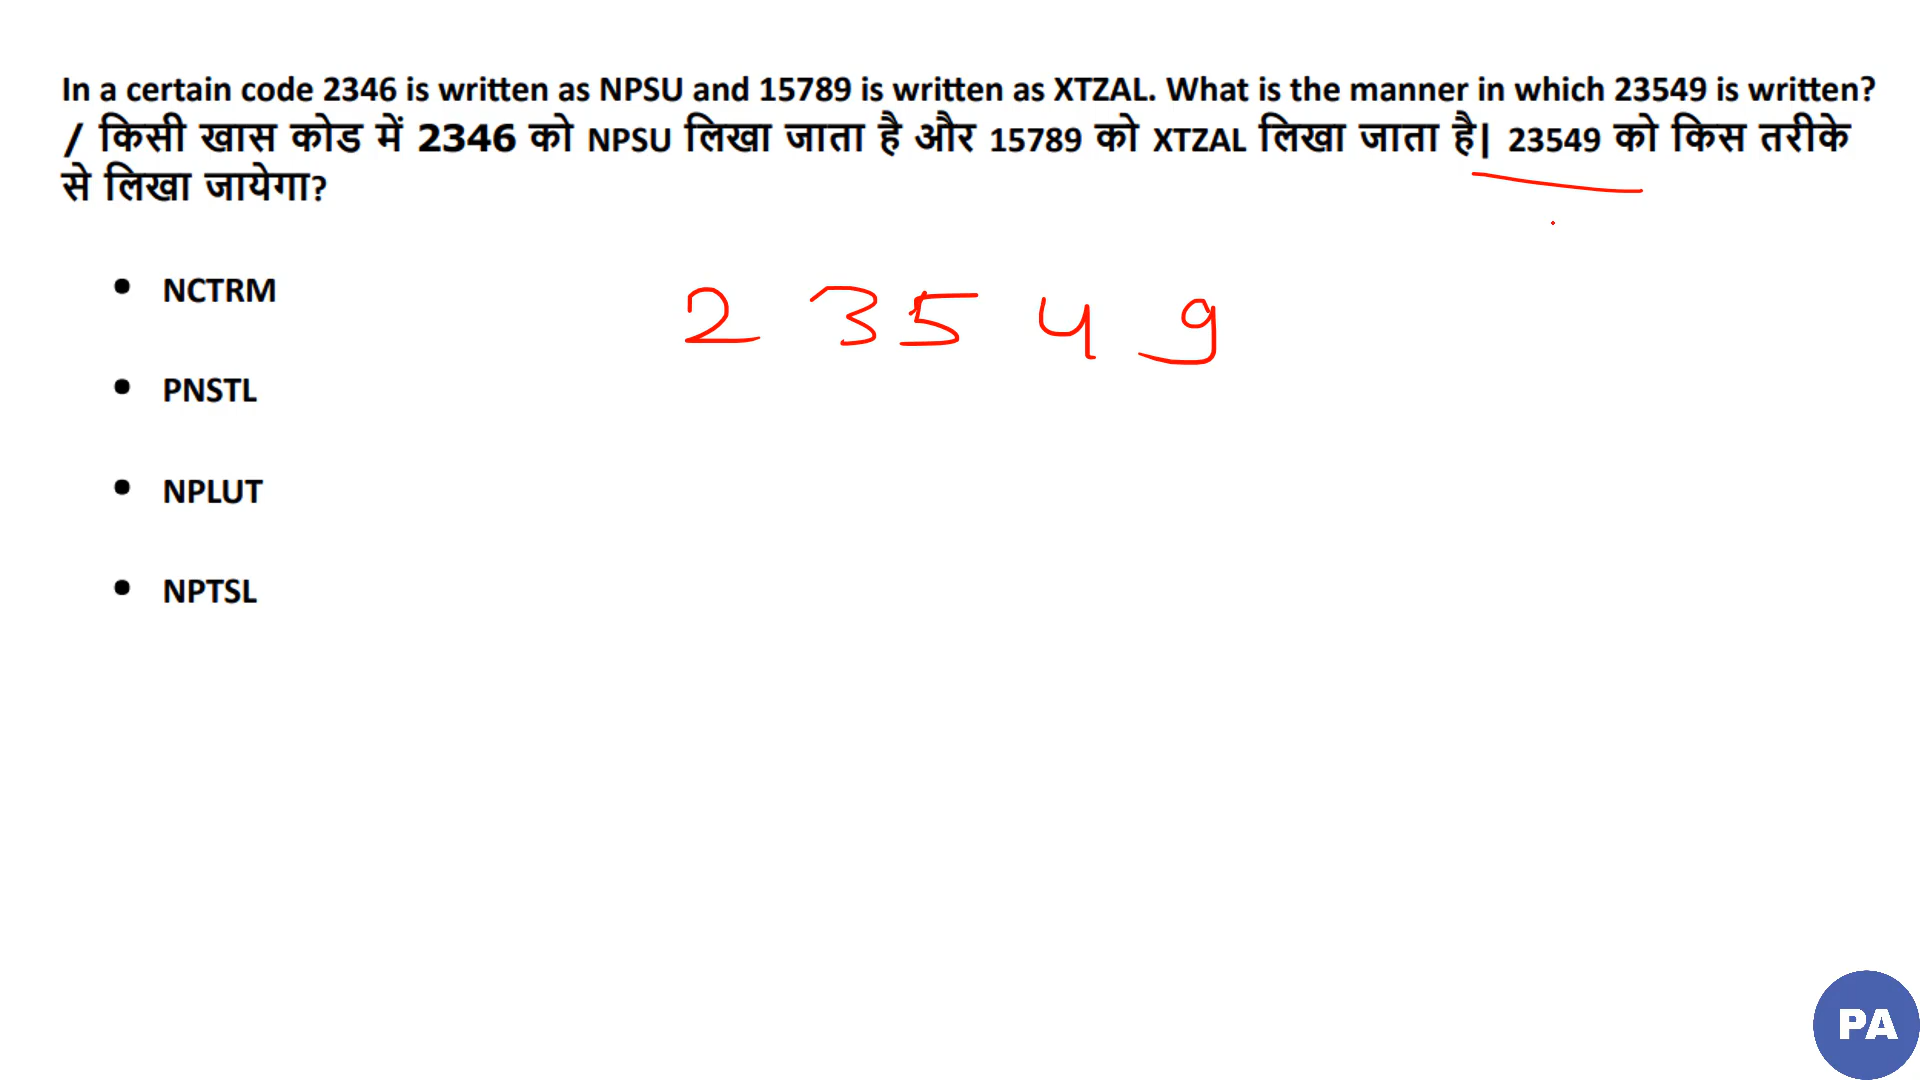 In a certain code 2346 is written as NPSU and 15789 is written as XTZAL. What is the manner in which 23549 is written?
/ किसी खास कोड में 2346 को NPSU लिखा जाता है और 15789 को XTZAL लिखा जाता है| 23549 को किस तरीके
से लिखा जायेगा?
• NCTRM
2 3 5 4 9
• PNSTL
• NPLUT
• NPTSL
PA